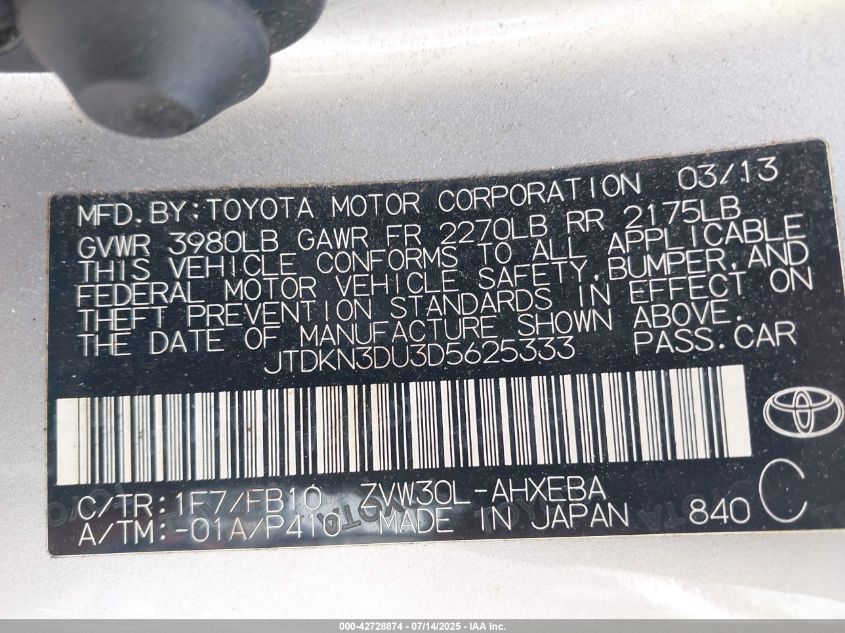 MFD. BY: TOYOTA MOTOR CORPORATION 03/13
GVWR 3980LB GAWR FR 2270LB RR 2175LB
THIS VEHICLE CONFORMS TO ALL APPLICABLE
FEDERAL MOTOR VEHICLE SAFETY, BUMPER, AND
THEFT PREVENTION STANDARDS IN EFFECT ON
THE DATE OF MANUFACTURE SHOWN ABOVE.
JTDKN3DU3D5625333 PASS. CAR
C/TR: 1F7/FB10 ZVW30L-AHXEBA C
A/TM: -01A/P410 MADE IN JAPAN 840
000-42728874 / 07/14/2025 - IAA Inc.